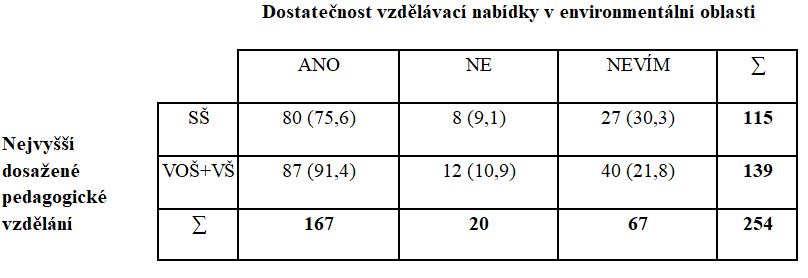 Dostatečnost vzdělávací nabídky v environmentální oblasti
ANO NE NEVÍM ∑
Nejvyšší dosažené pedagogické vzdělání
SŠ 80 (75,6) 8 (9,1) 27 (30,3) 115
VOŠ+VŠ 87 (91,4) 12 (10,9) 40 (21,8) 139
∑ 167 20 67 254